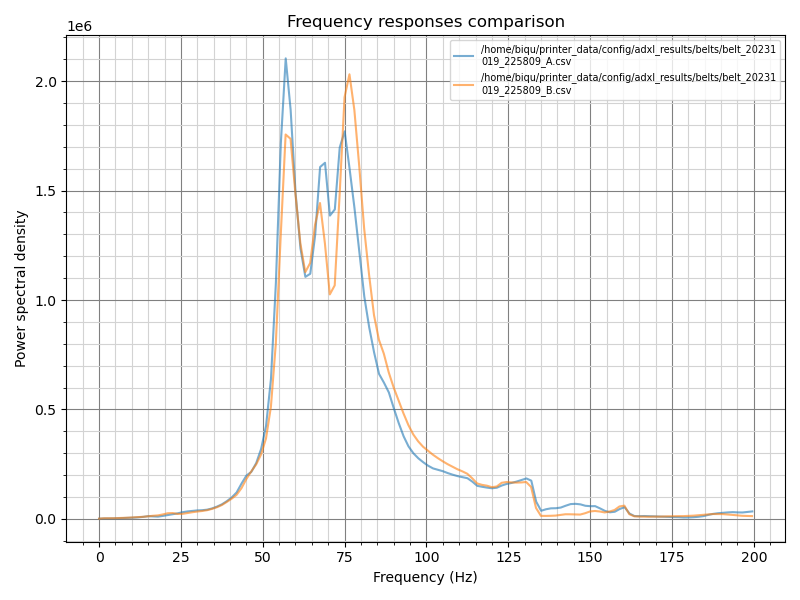 Frequency responses comparison
1e6
/home/biqu/printer_data/config/adxl_results/belts/belt_20231
019_225809_A.csv
/home/biqu/printer_data/config/adxl_results/belts/belt_20231
019_225809_B.csv
2.0
1.5
1.0
0.5
0.0
Power spectral density
0 25 50 75 100 125 150 175 200
Frequency (Hz)